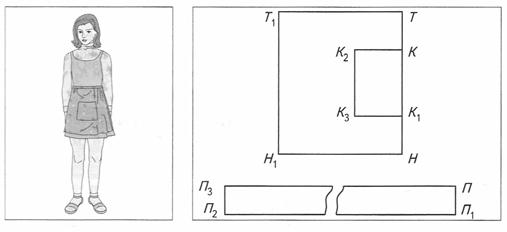 Т₁ Т
К₂ К
К₃ К₁
Н₁ Н
П₃ П
П₂ П₁